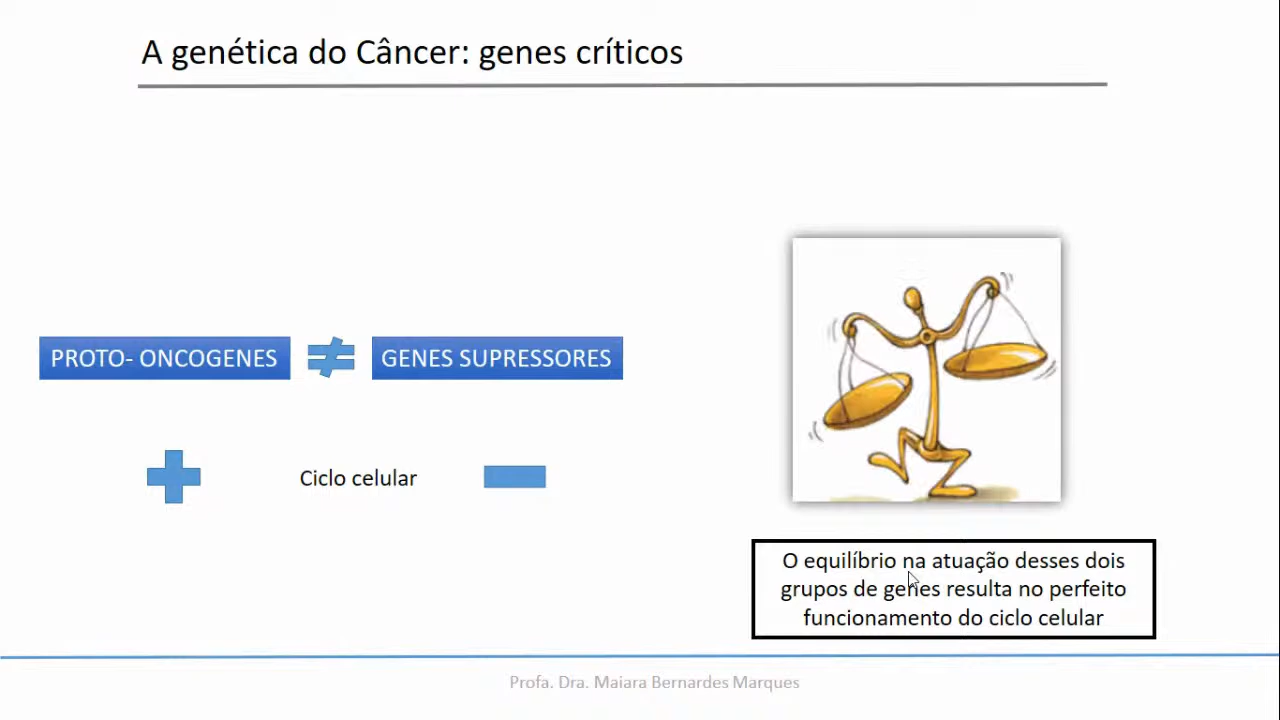 A genética do Câncer: genes críticos
PROTO- ONCOGENES
GENES SUPRESSORES
Ciclo celular
O equilíbrio na atuação desses dois
grupos de genes resulta no perfeito
funcionamento do ciclo celular
Profa. Dra. Maiara Bernardes Marques